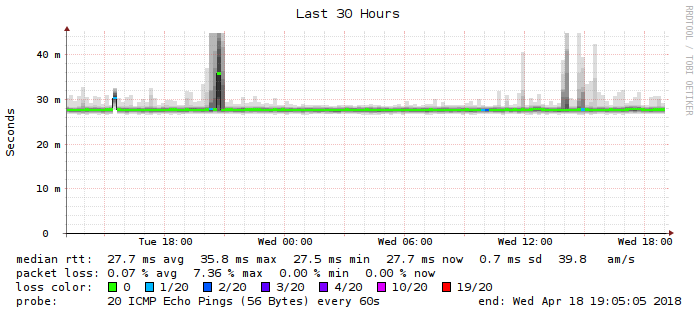 Last 30 Hours
RRDTOOL / TOBI OETIKER
Seconds
40 m
30 m
20 m
10 m
0
Tue 18:00 Wed 00:00 Wed 06:00 Wed 12:00 Wed 18:00
median rtt: 27.7 ms avg 35.8 ms max 27.5 ms min 27.7 ms now 0.7 ms sd 39.8 am/s
packet loss: 0.07 % avg 7.36 % max 0.00 % min 0.00 % now
loss color: 0 1/20 2/20 3/20 4/20 10/20 19/20
probe: 20 ICMP Echo Pings (56 Bytes) every 60s end: Wed Apr 18 19:05:05 2018